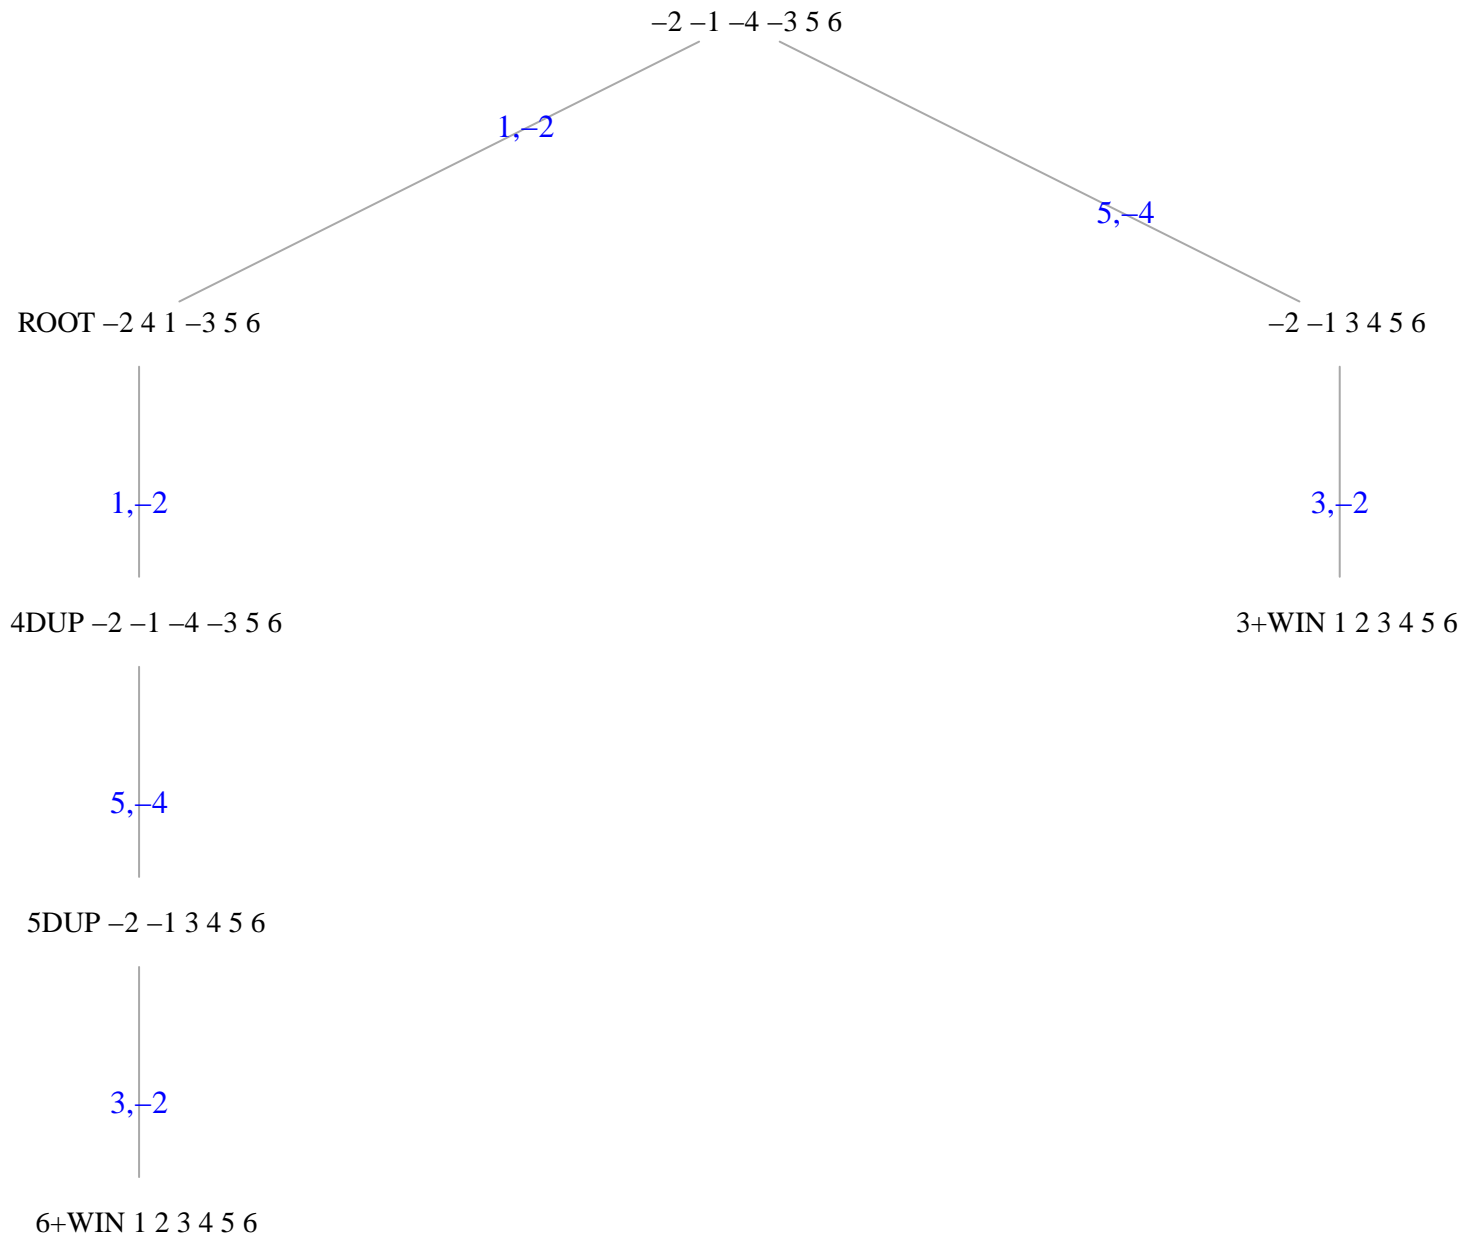 –2 –1 –4 –3 5 6
1,–2
5,–4
ROOT –2 4 1 –3 5 6
–2 –1 3 4 5 6
1,–2
3,–2
4DUP –2 –1 –4 –3 5 6
3+WIN 1 2 3 4 5 6
5,–4
5DUP –2 –1 3 4 5 6
3,–2
6+WIN 1 2 3 4 5 6